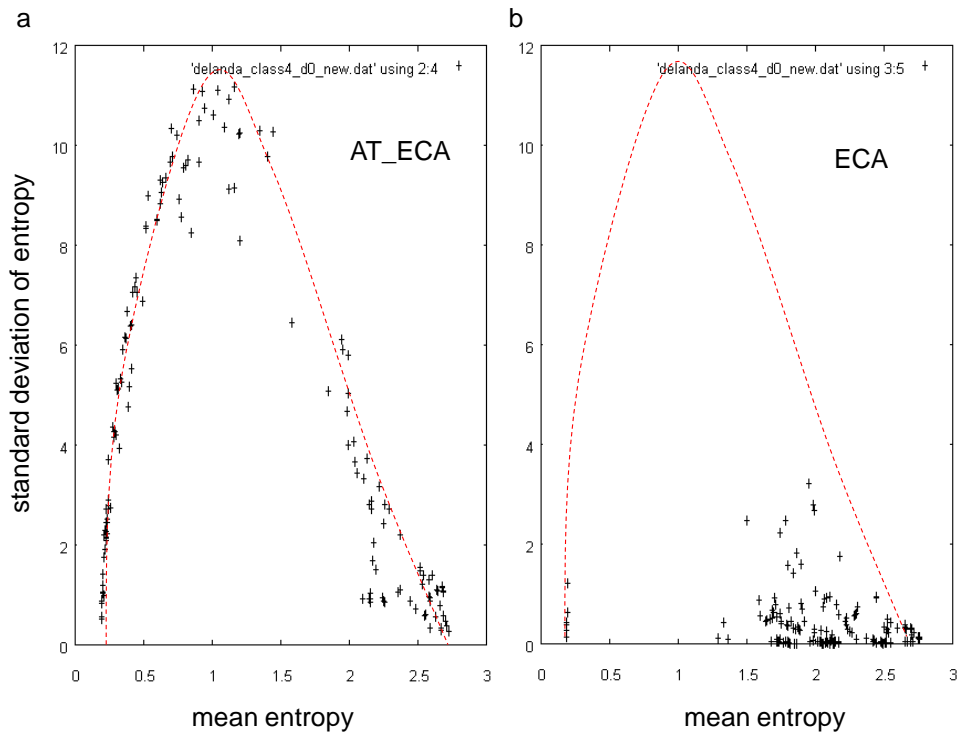 a
b
12
10
8
6
4
2
0
'delanda_class4_d0_new.dat' using 2:4
AT_ECA
0 0.5 1 1.5 2 2.5 3
standard deviation of entropy
mean entropy
12
10
8
6
4
2
0
'delanda_class4_d0_new.dat' using 3:5
ECA
0 0.5 1 1.5 2 2.5 3
mean entropy